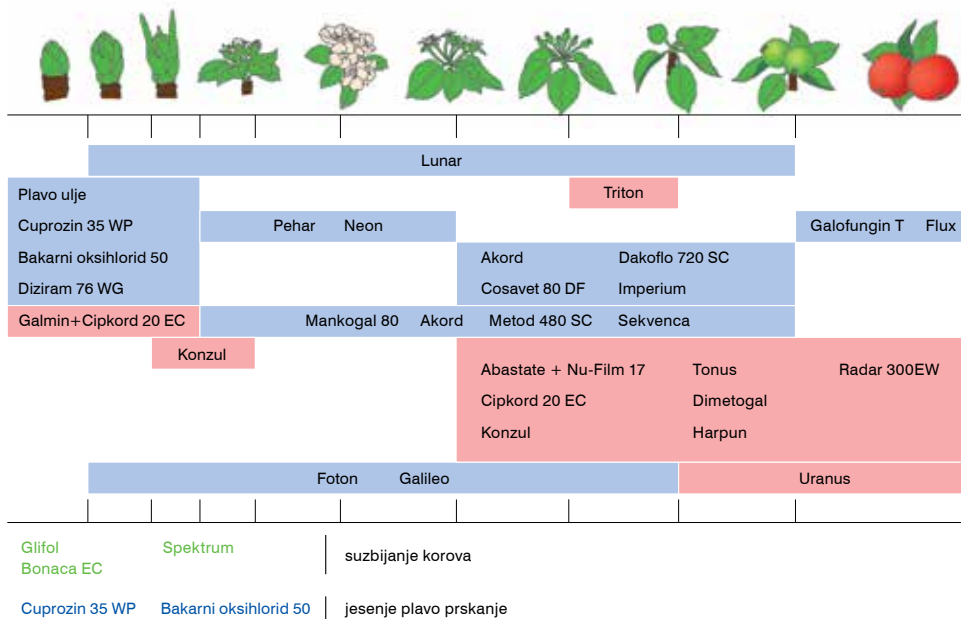 Lunar
Plavo ulje
Triton
Cuprozin 35 WP
Pehar Neon
Galofungin T Flux
Bakarni oksihlorid 50
Akord Dakoflo 720 SC
Diziram 76 WG
Cosavet 80 DF Imperium
Galmin+Cipkord 20 EC
Mankogal 80 Akord Metod 480 SC Sekvenca
Konzul
Abastate + Nu-Film 17 Tonus Radar 300EW
Cipkord 20 EC Dimetogal
Konzul Harpun
Foton Galileo
Uranus
Glifol Spektrum
Bonaca EC
suzbijanje korova
Cuprozin 35 WP Bakarni oksihlorid 50 jesenje plavo prskanje